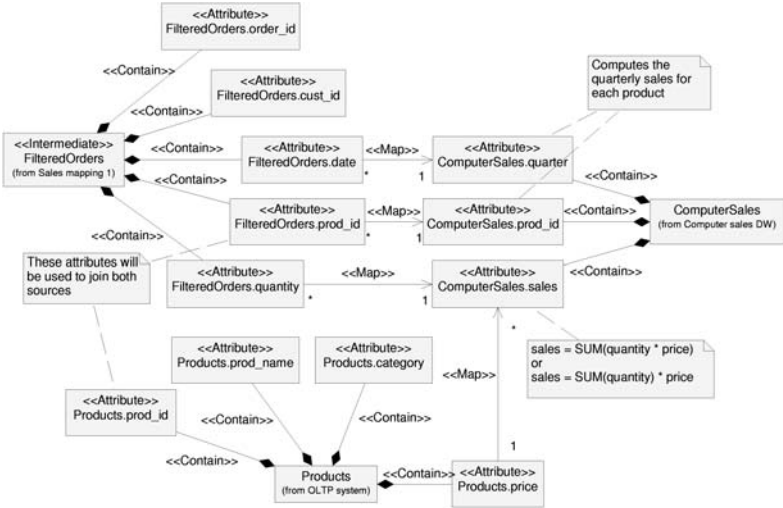 <<Attribute>>
FilteredOrders.order_id
<<Contain>>
<<Attribute>>
FilteredOrders.cust_id
Computes the
quarterly sales for
each product
<<Contain>>
<<Intermediate>>
FilteredOrders
(from Sales mapping 1)
<<Contain>>
<<Attribute>>
FilteredOrders.date
<<Map>>
*
1
<<Attribute>>
ComputerSales.quarter
<<Contain>>
<<Contain>>
<<Attribute>>
FilteredOrders.prod_id
<<Map>>
*
1
<<Attribute>>
ComputerSales.prod_id
<<Contain>>
ComputerSales
(from Computer sales DW)
<<Contain>>
These attributes will
be used to join both
sources
<<Attribute>>
FilteredOrders.quantity
<<Map>>
*
1
<<Attribute>>
ComputerSales.sales
<<Contain>>
*
sales = SUM(quantity * price)
or
sales = SUM(quantity) * price
<<Attribute>>
Products.prod_name
<<Attribute>>
Products.category
<<Map>>
<<Attribute>>
Products.prod_id
<<Contain>>
<<Contain>>
1
<<Contain>>
Products
(from OLTP system)
<<Contain>>
<<Attribute>>
Products.price